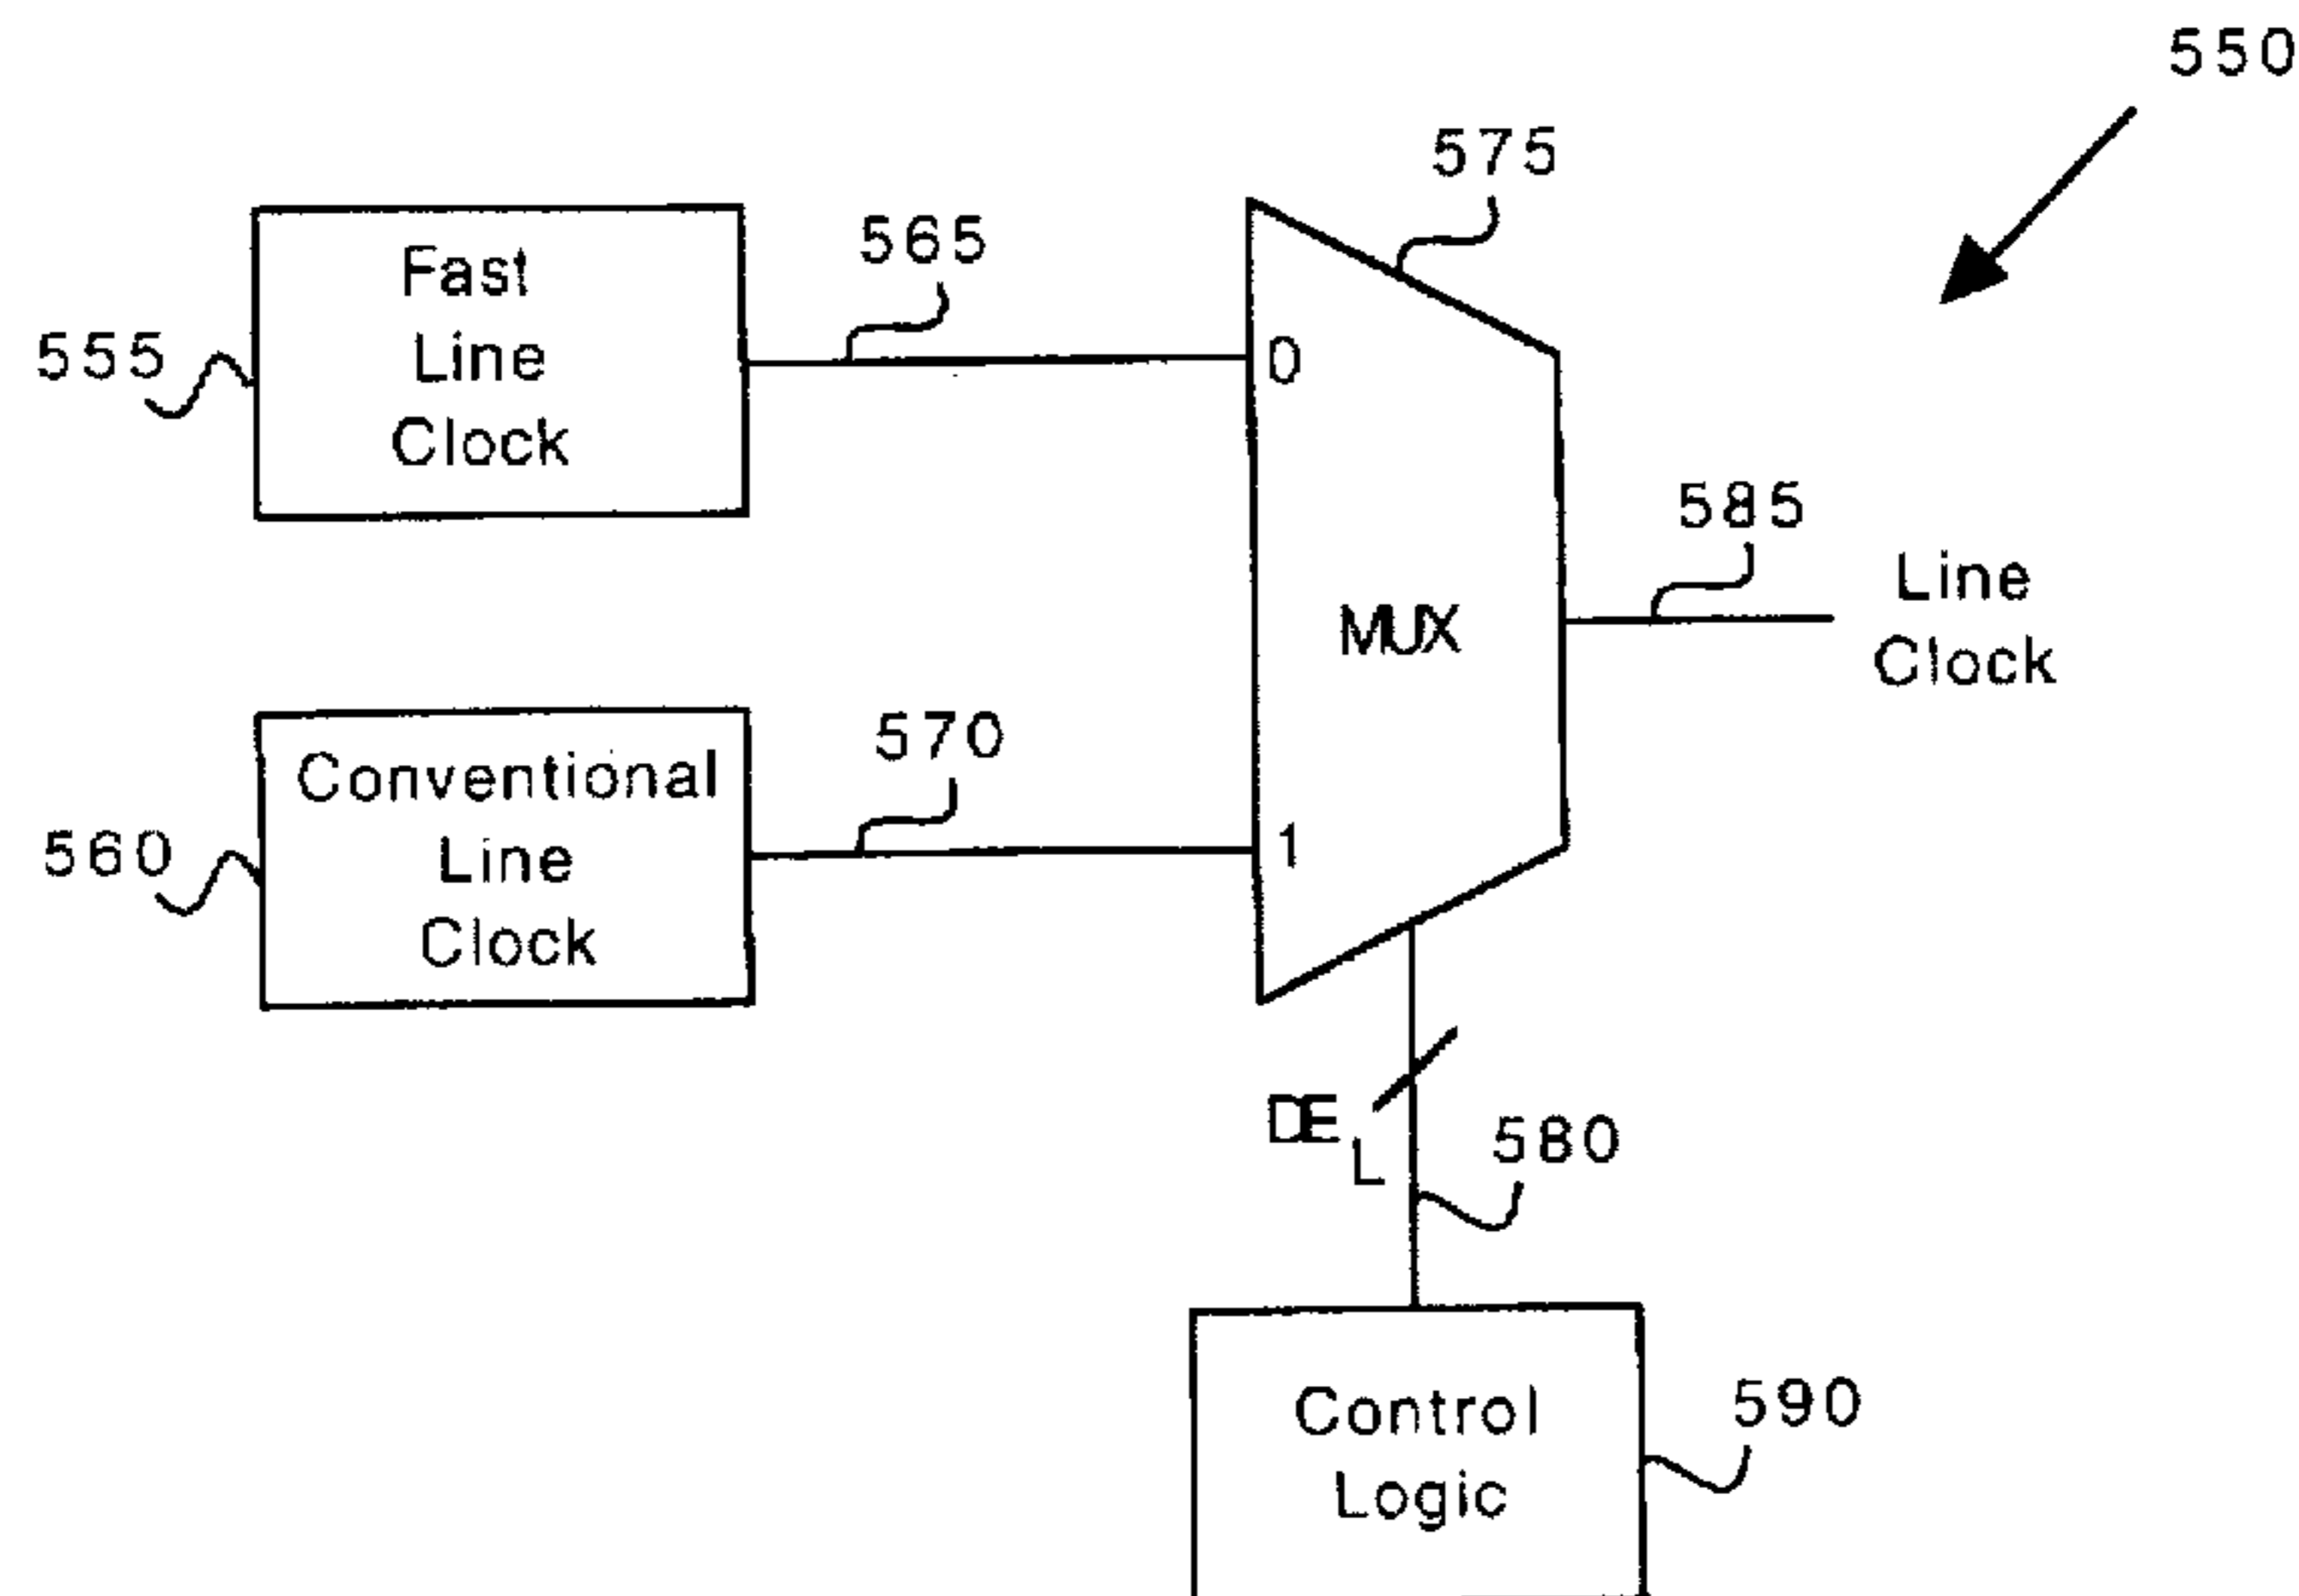 550
575
565
Fast
Line
Clock
555
0
585
Line
Clock
MUX
570
Conventional
Line
Clock
560
1
DE L
580
Control
Logic
590